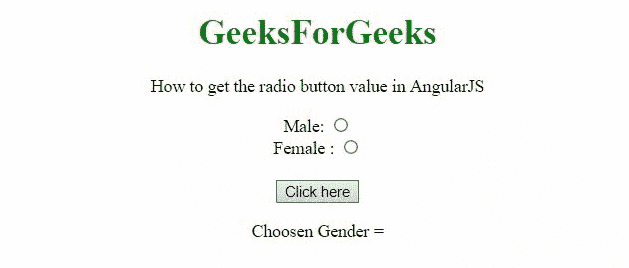 GeeksForGeeks
How to get the radio button value in AngularJS
Male:
Female :
Click here
Choosen Gender =